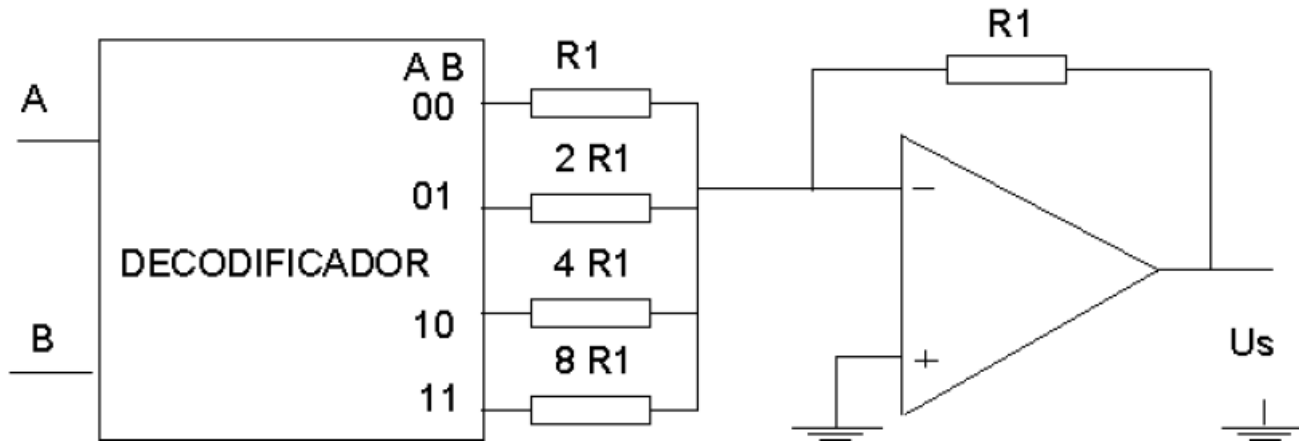 A
B
DECODIFICADOR
A B
00
01
10
11
R1
2 R1
4 R1
8 R1
R1
−
+
Us